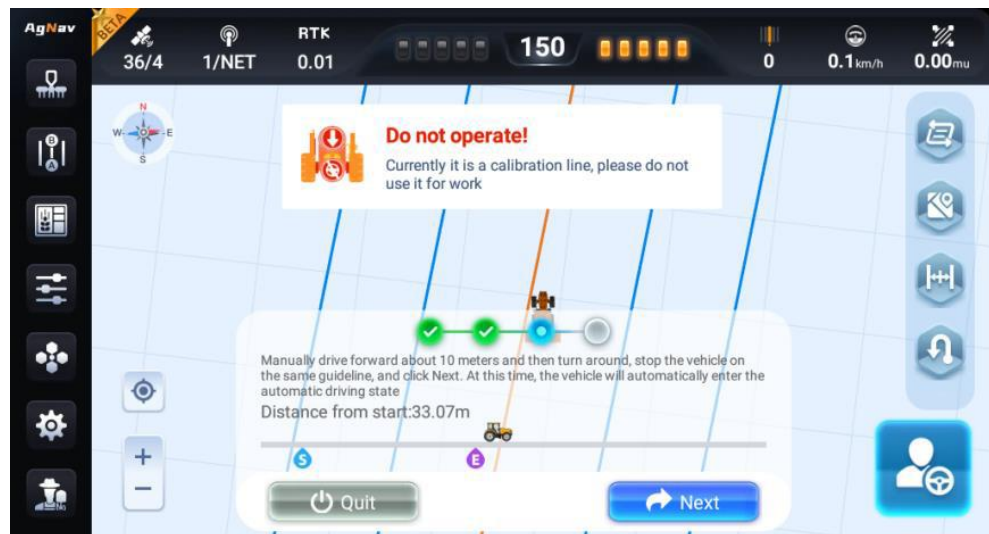 AgNav
BETA
36/4
1/NET
RTK
0.01
150
0
0.1km/h
0.00mu
N
W
E
S
B
A
Do not operate!
Currently it is a calibration line, please do not
use it for work
Manually drive forward about 10 meters and then turn around, stop the vehicle on
the same guideline, and click Next. At this time, the vehicle will automatically enter the
automatic driving state
Distance from start:33.07m
S
E
+
−
Quit
Next